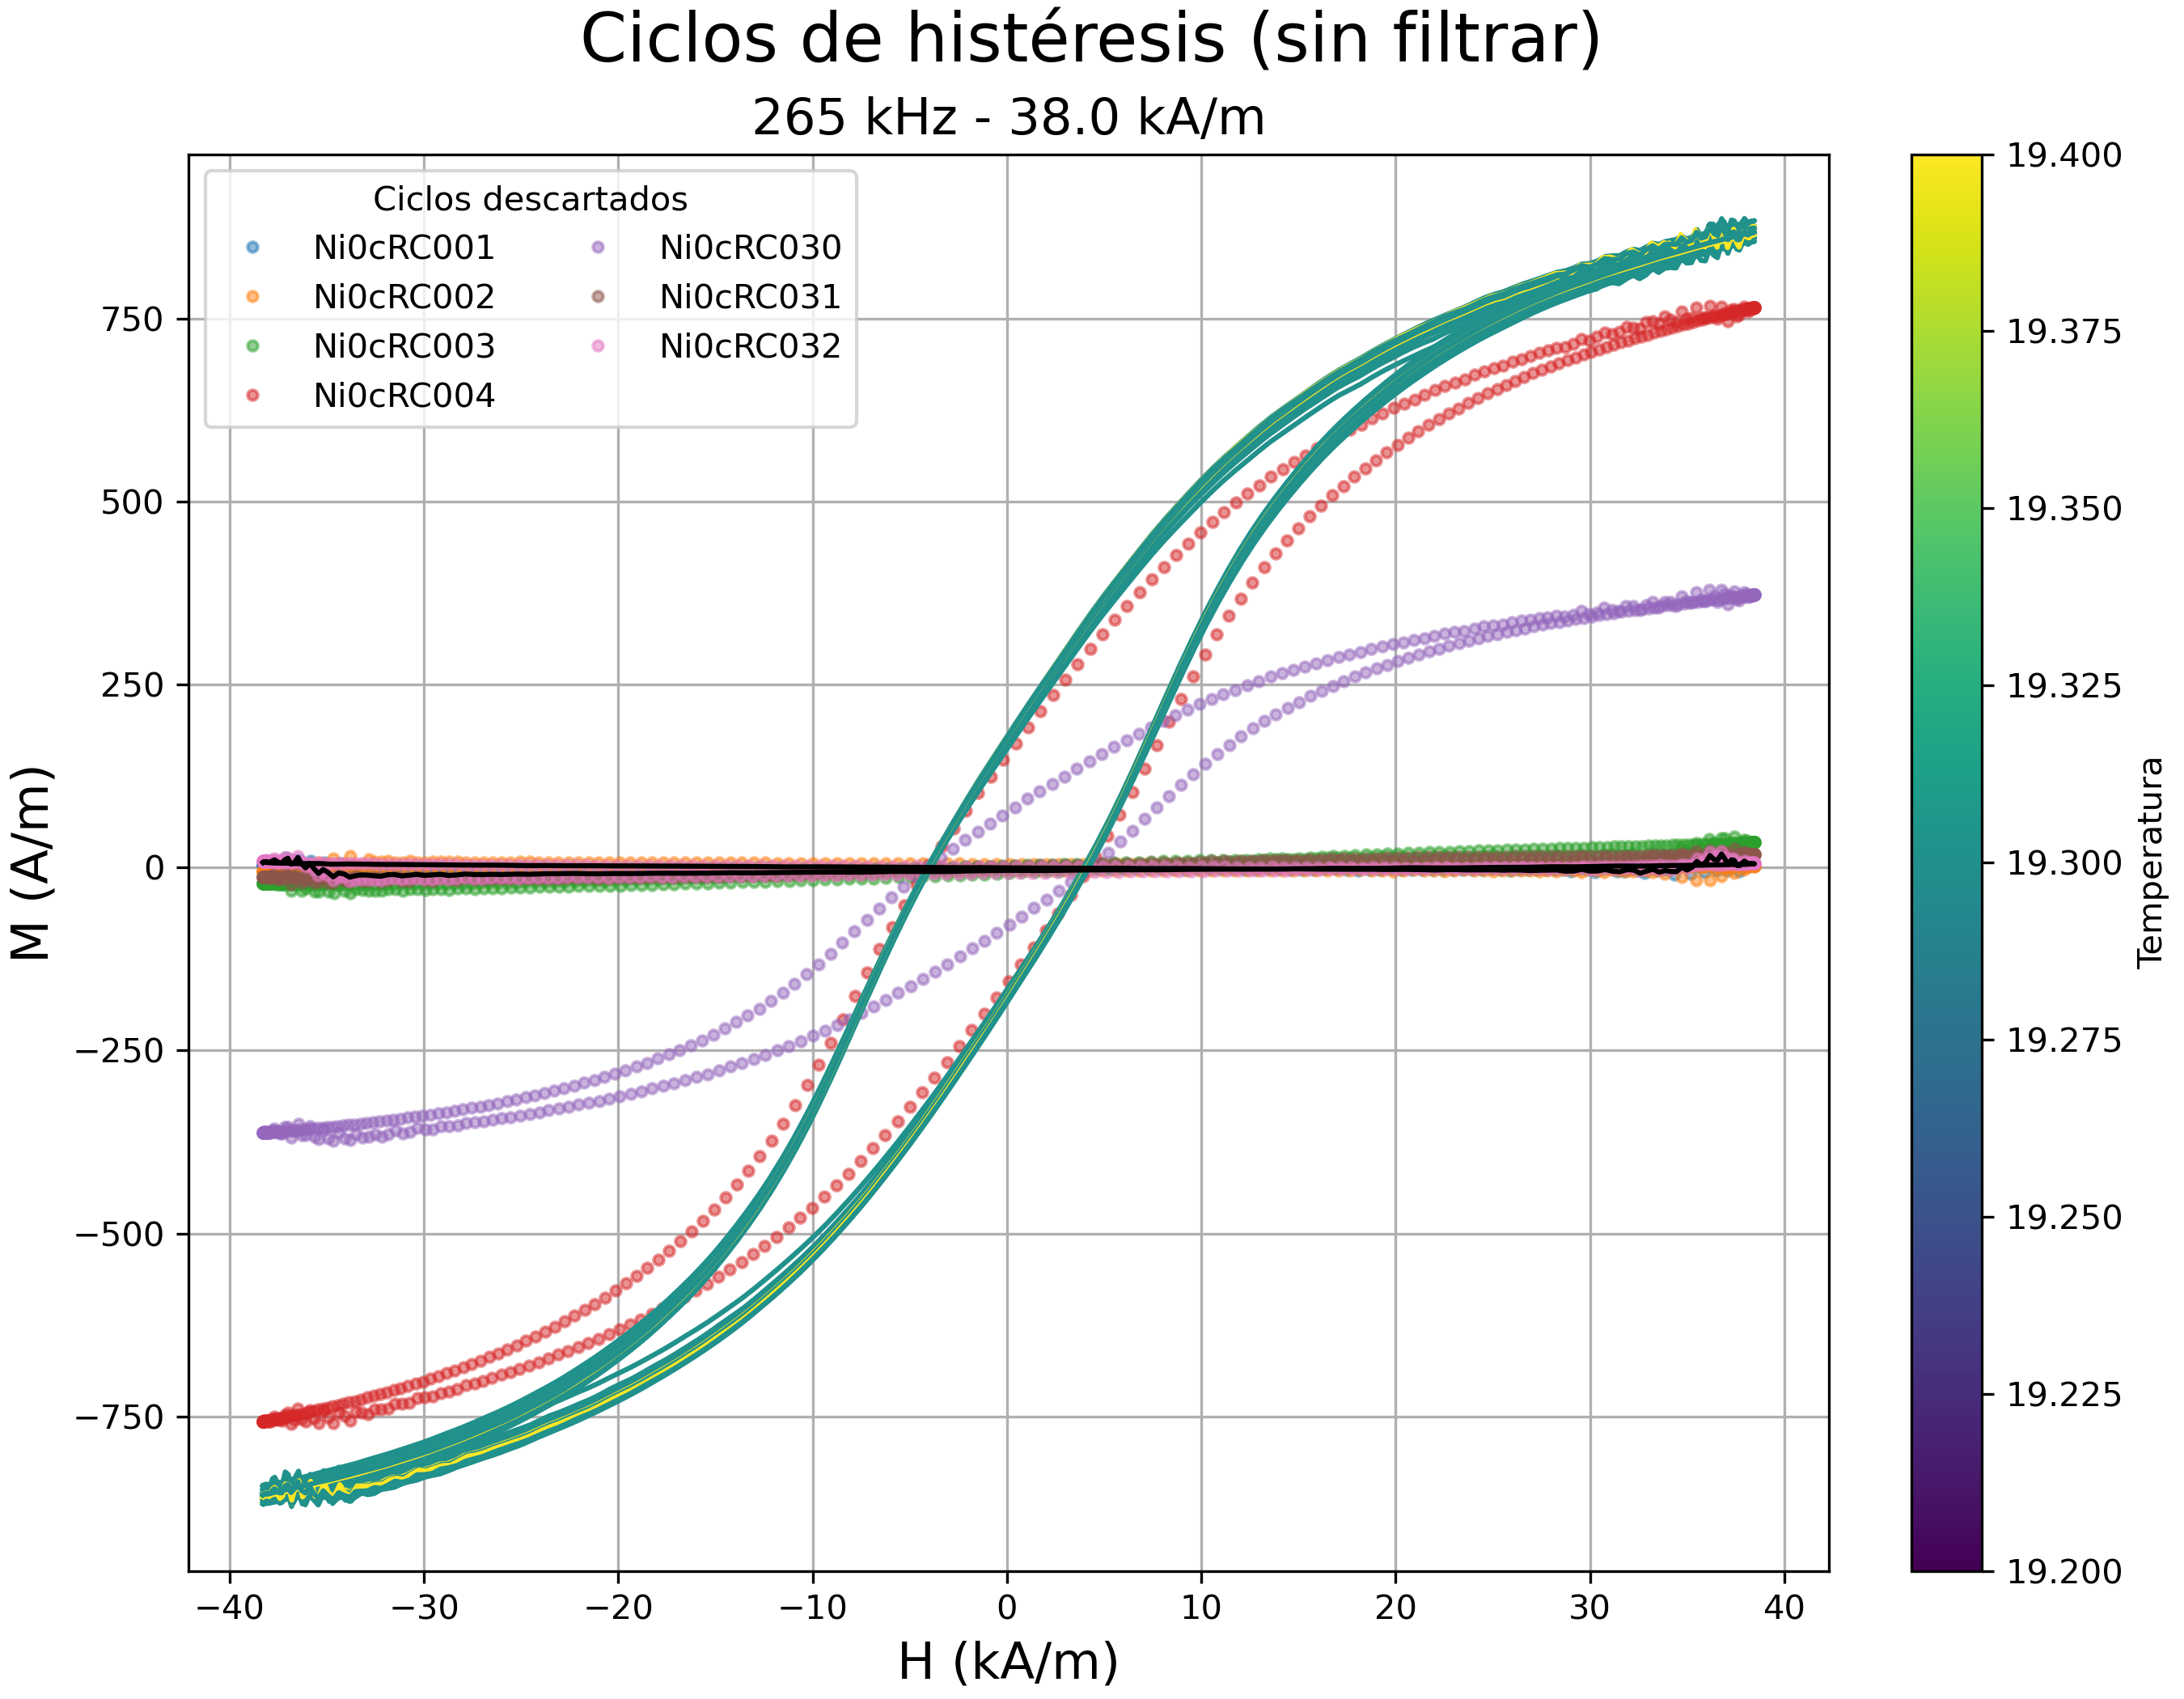 Ciclos de histéresis (sin filtrar)
265 kHz - 38.0 kA/m
Ciclos descartados
Ni0cRC001
Ni0cRC002
Ni0cRC003
Ni0cRC004
Ni0cRC030
Ni0cRC031
Ni0cRC032
M (A/m)
750
500
250
0
−250
−500
−750
−40
−30
−20
−10
0
10
20
30
40
H (kA/m)
19.400
19.375
19.350
19.325
19.300
19.275
19.250
19.225
19.200
Temperatura